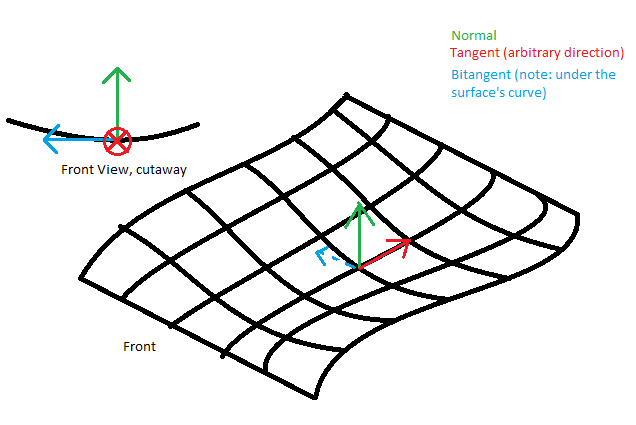 Normal
Tangent (arbitrary direction)
Bitangent (note: under the
surface's curve)
Front View, cutaway
Front